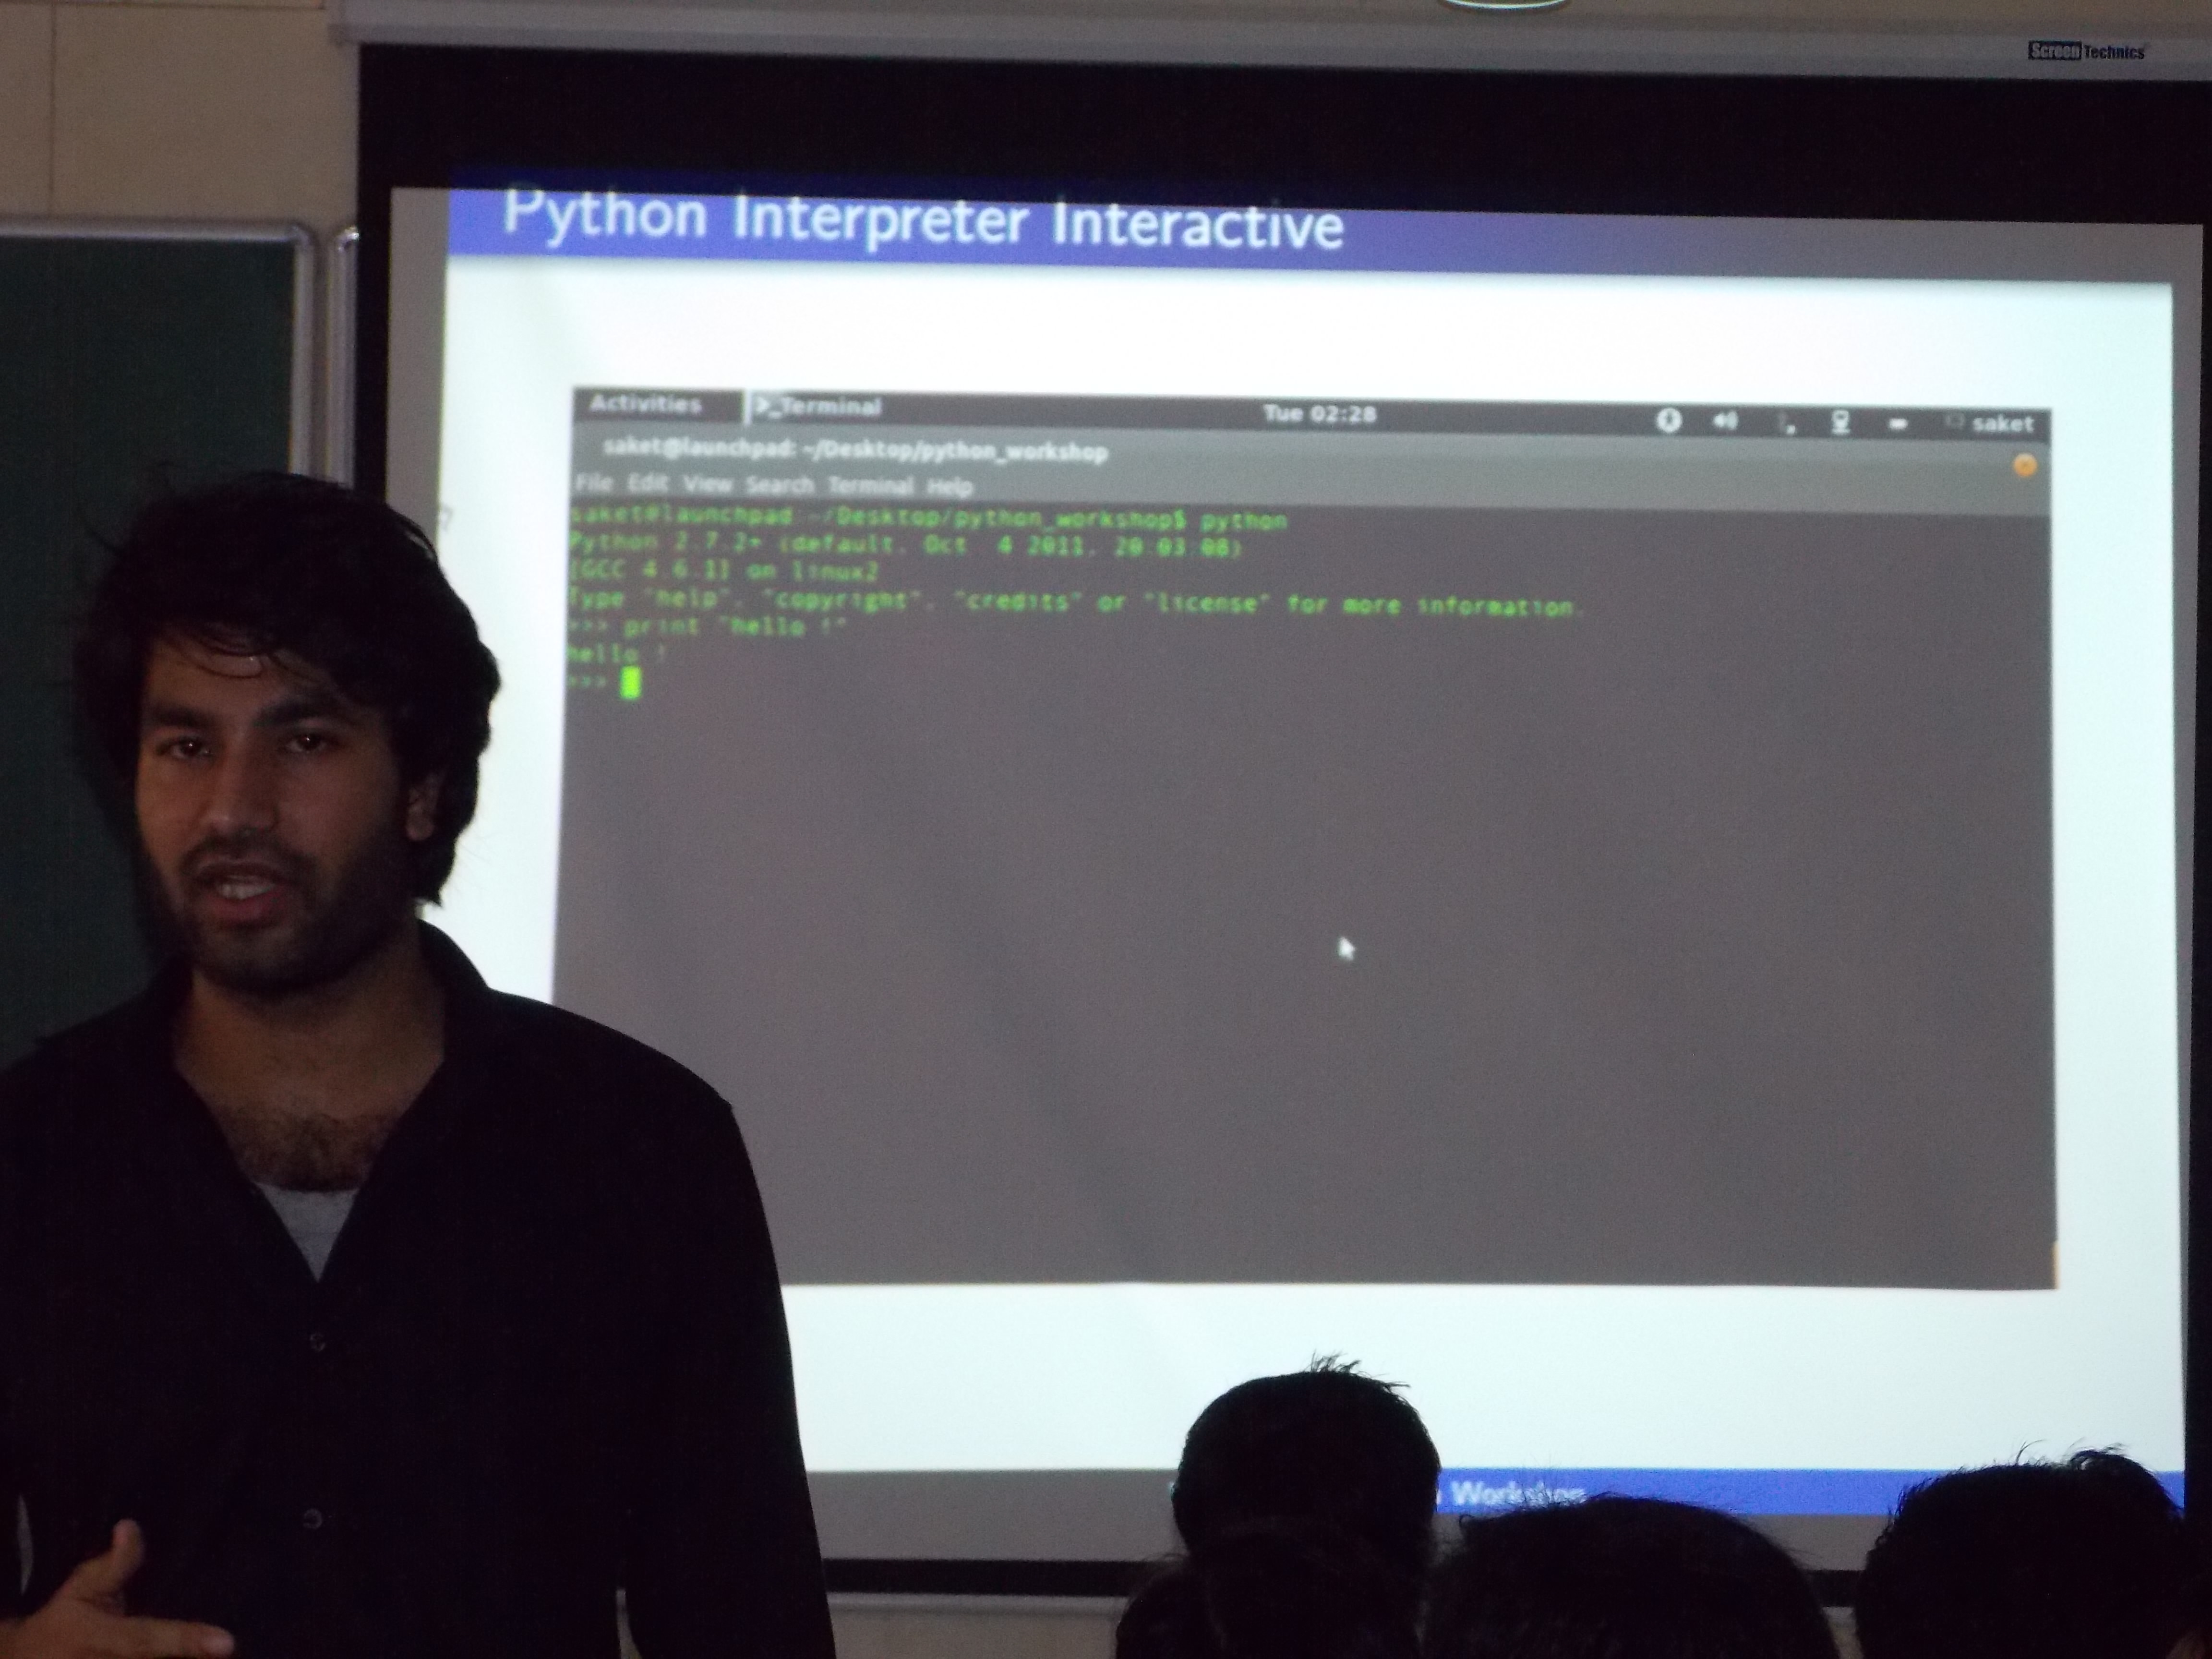 Screen Technics
Python Interpreter Interactive
Activities >_Terminal Tue 02:28 saket
saket@launchpad: ~/Desktop/python_workshop
File Edit View Search Terminal Help
saket@launchpad:~/Desktop/python_workshop$ python
Python 2.7.2+ (default, Oct  4 2011, 20:03:08)
[GCC 4.6.1] on linux2
Type "help", "copyright", "credits" or "license" for more information.
>>> print "hello !"
hello !
>>>
Workshop